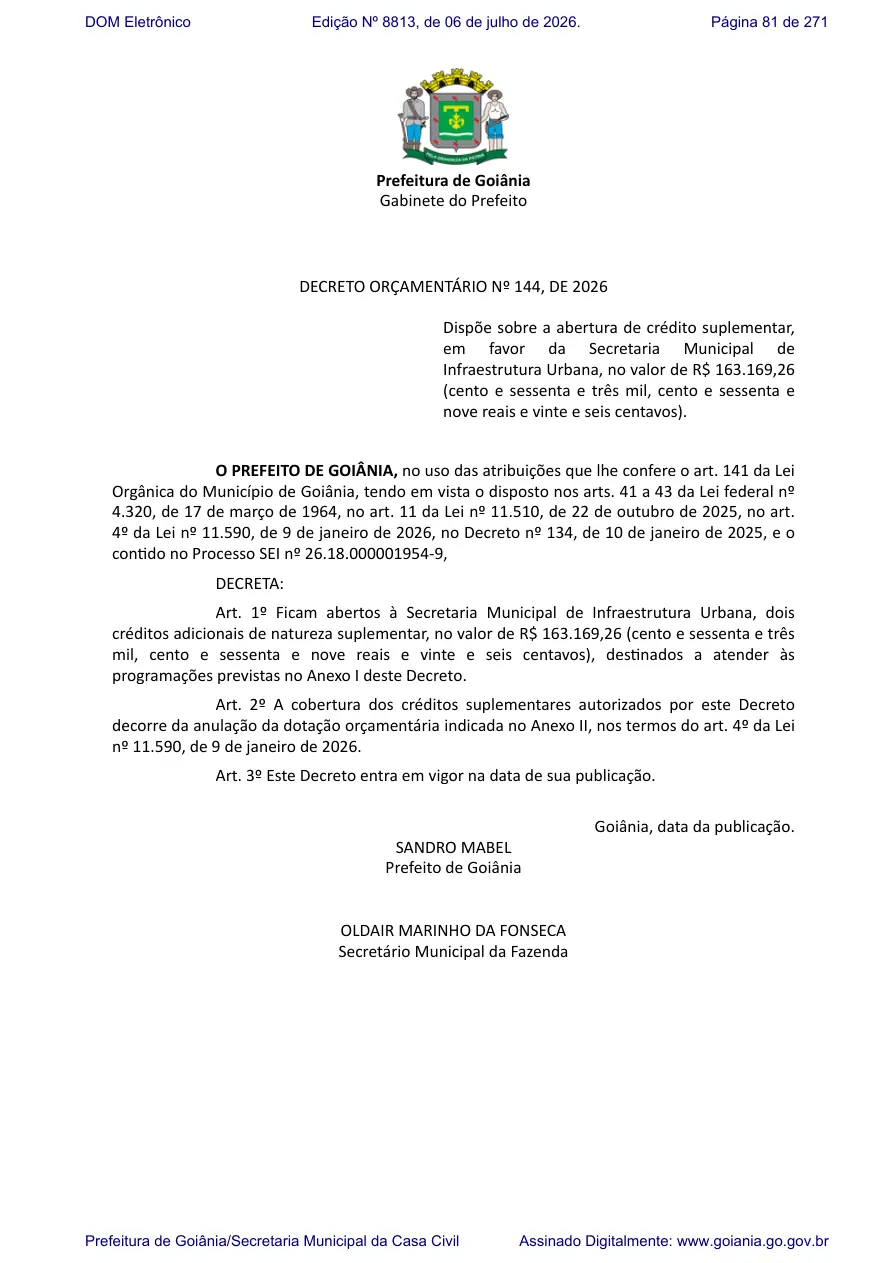 DOM Eletrônico Edição Nº 8813, de 06 de julho de 2026. Página 81 de 271
PELA GRANDEZA DA PÁTRIA
Prefeitura de Goiânia
Gabinete do Prefeito
DECRETO ORÇAMENTÁRIO Nº 144, DE 2026
Dispõe sobre a abertura de crédito suplementar,
em favor da Secretaria Municipal de
Infraestrutura Urbana, no valor de R$ 163.169,26
(cento e sessenta e três mil, cento e sessenta e
nove reais e vinte e seis centavos).
O PREFEITO DE GOIÂNIA, no uso das atribuições que lhe confere o art. 141 da Lei
Orgânica do Município de Goiânia, tendo em vista o disposto nos arts. 41 a 43 da Lei federal nº
4.320, de 17 de março de 1964, no art. 11 da Lei nº 11.510, de 22 de outubro de 2025, no art.
4º da Lei nº 11.590, de 9 de janeiro de 2026, no Decreto nº 134, de 10 de janeiro de 2025, e o
contido no Processo SEI nº 26.18.000001954-9,
DECRETA:
Art. 1º Ficam abertos à Secretaria Municipal de Infraestrutura Urbana, dois
créditos adicionais de natureza suplementar, no valor de R$ 163.169,26 (cento e sessenta e três
mil, cento e sessenta e nove reais e vinte e seis centavos), destinados a atender às
programações previstas no Anexo I deste Decreto.
Art. 2º A cobertura dos créditos suplementares autorizados por este Decreto
decorre da anulação da dotação orçamentária indicada no Anexo II, nos termos do art. 4º da Lei
nº 11.590, de 9 de janeiro de 2026.
Art. 3º Este Decreto entra em vigor na data de sua publicação.
Goiânia, data da publicação.
SANDRO MABEL
Prefeito de Goiânia
OLDAIR MARINHO DA FONSECA
Secretário Municipal da Fazenda
Prefeitura de Goiânia/Secretaria Municipal da Casa Civil Assinado Digitalmente: www.goiania.go.gov.br